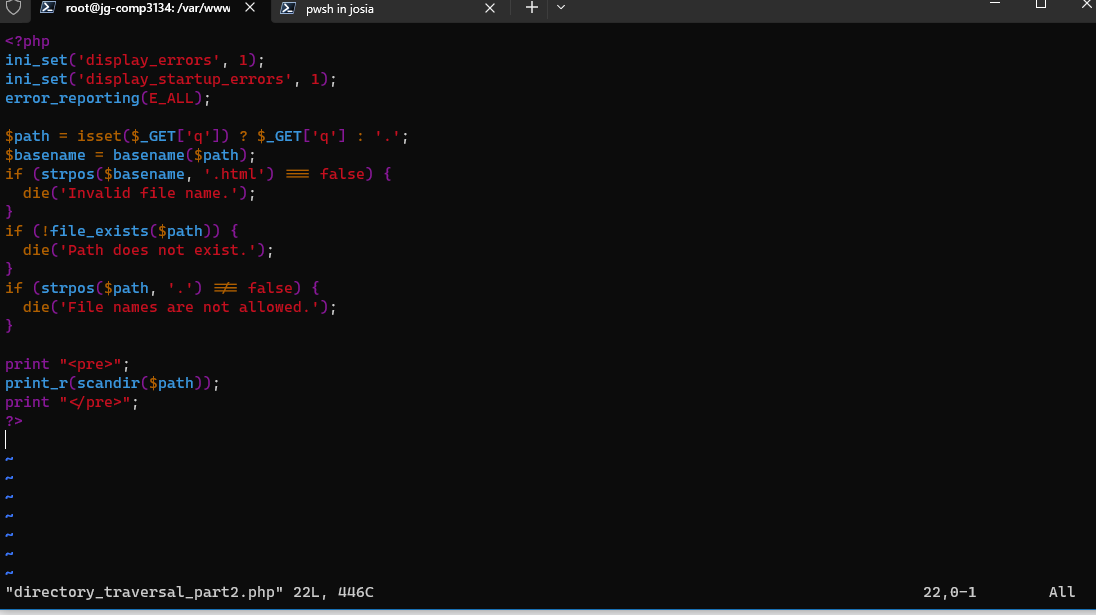 root@jg-comp3134: /var/www
pwsh in josia
<?php
ini_set('display_errors', 1);
ini_set('display_startup_errors', 1);
error_reporting(E_ALL);
$path = isset($_GET['q']) ? $_GET['q'] : '.';
$basename = basename($path);
if (strpos($basename, '.html') === false) {
  die('Invalid file name.');
}
if (!file_exists($path)) {
  die('Path does not exist.');
}
if (strpos($path, '.') !== false) {
  die('File names are not allowed.');
}
print "<pre>";
print_r(scandir($path));
print "</pre>";
?>
~
~
~
~
~
~
~
"directory_traversal_part2.php" 22L, 446C 22,0-1 All